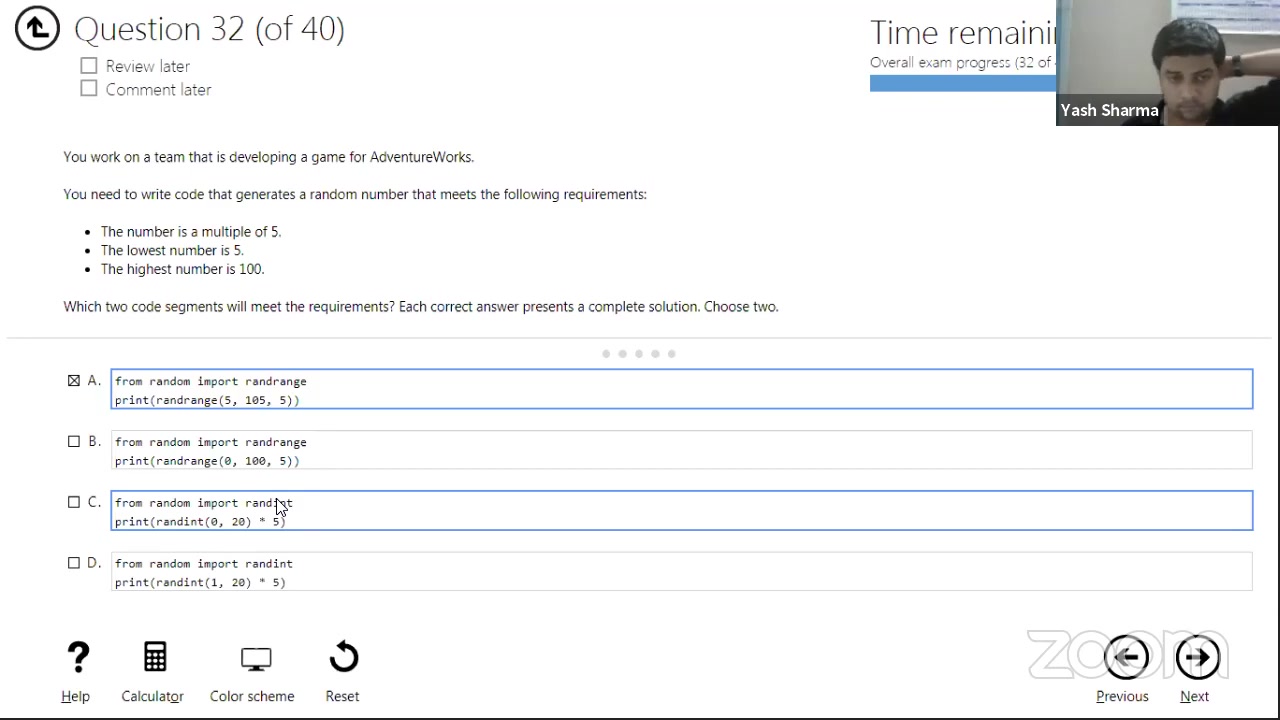 Question 32 (of 40)
Review later
Comment later
Time remaini
Overall exam progress (32 of
Yash Sharma
You work on a team that is developing a game for AdventureWorks.
You need to write code that generates a random number that meets the following requirements:
• The number is a multiple of 5.
• The lowest number is 5.
• The highest number is 100.
Which two code segments will meet the requirements? Each correct answer presents a complete solution. Choose two.
A. from random import randrange
print(randrange(5, 105, 5))
B. from random import randrange
print(randrange(0, 100, 5))
C. from random import randint
print(randint(0, 20) * 5)
D. from random import randint
print(randint(1, 20) * 5)
zoom
? Help
Calculator
Color scheme
Reset
Previous
Next